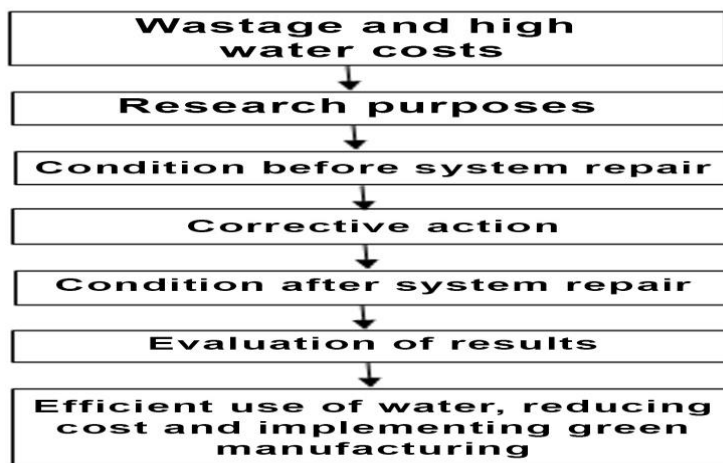 Wastage and high
water costs
Research purposes
Condition before system repair
Corrective action
Condition after system repair
Evaluation of results
Efficient use of water, reducing
cost and implementing green
manufacturing